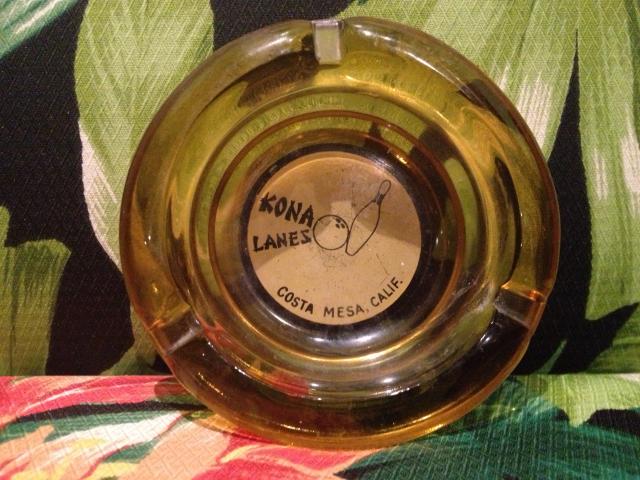 KONA
LANES
COSTA MESA, CALIF.